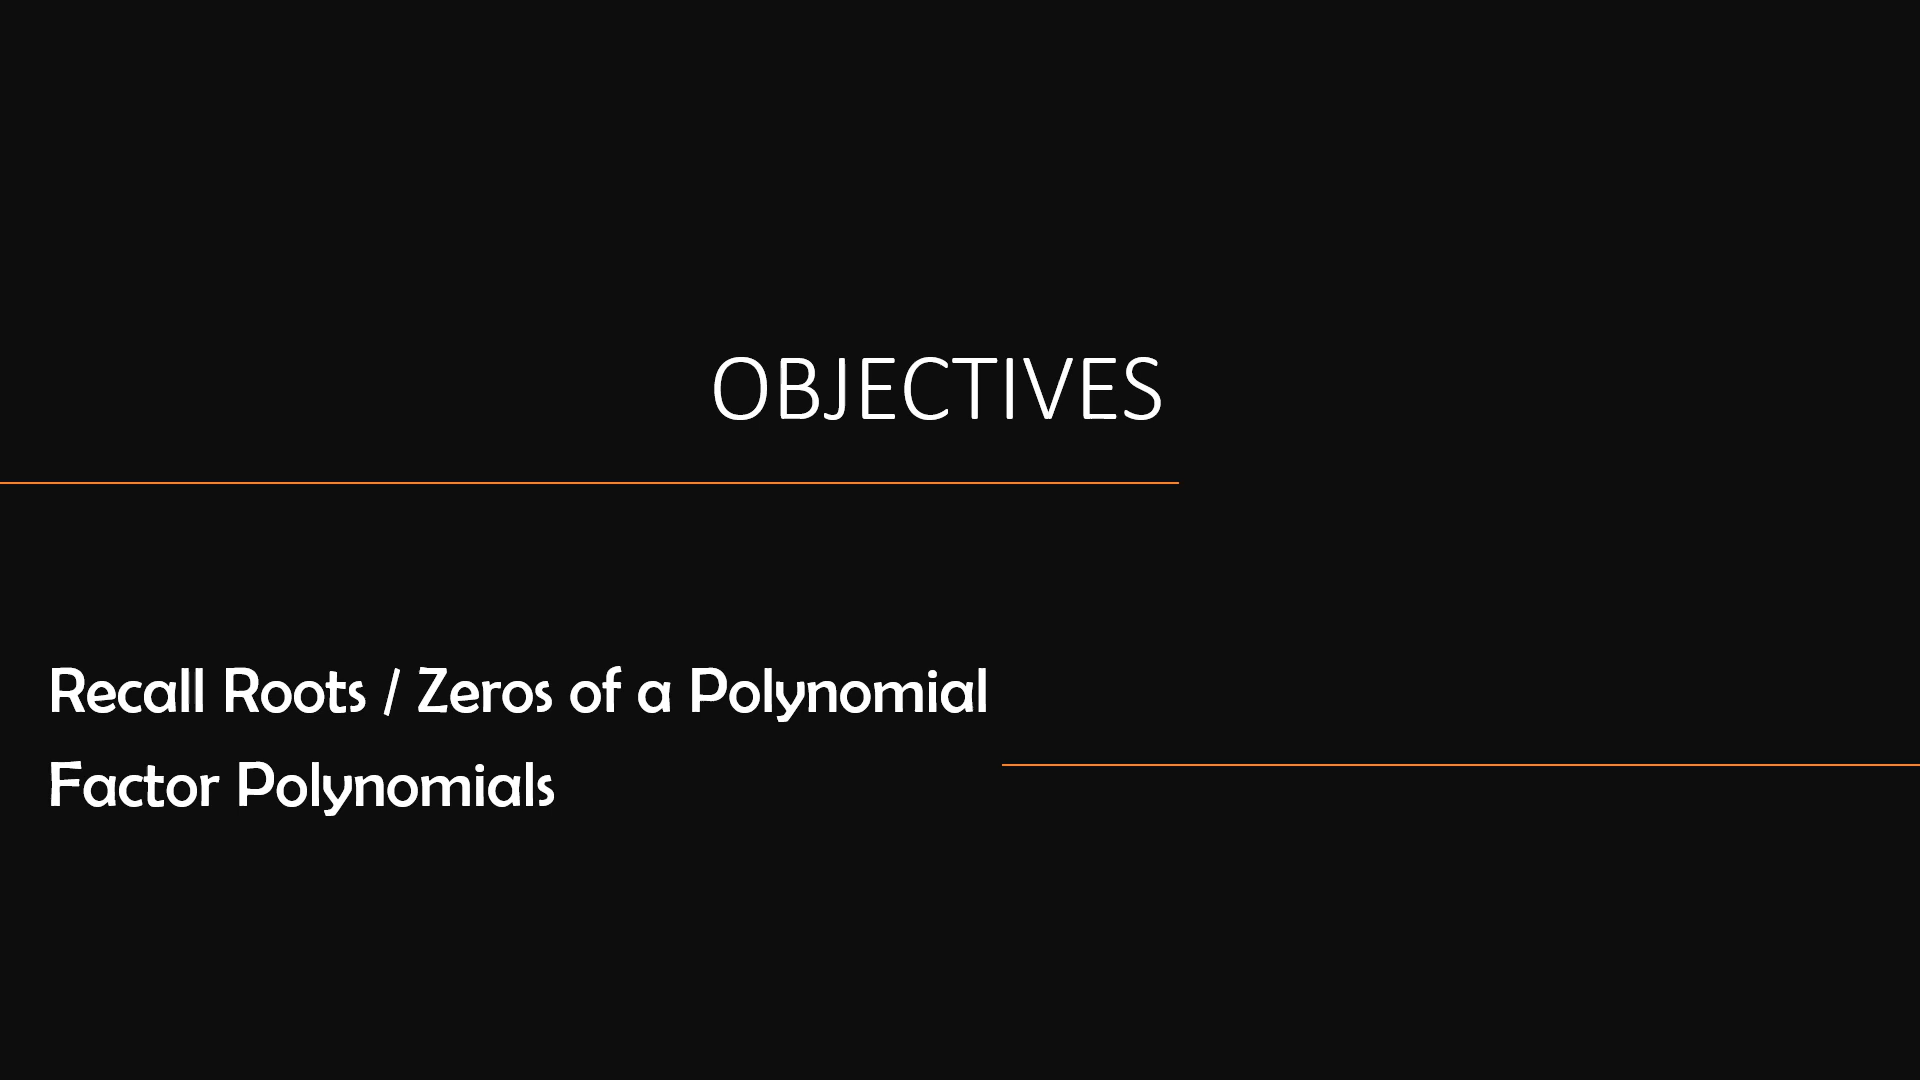 OBJECTIVES
Recall Roots / Zeros of a Polynomial
Factor Polynomials